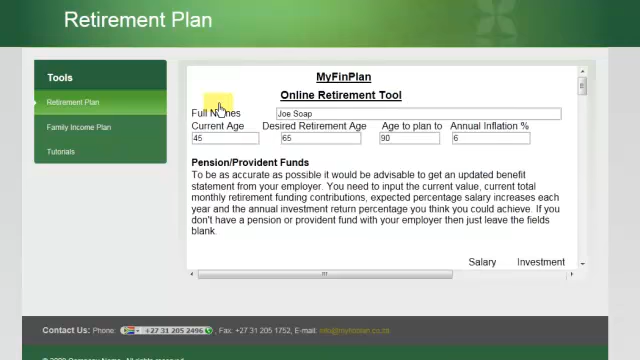 Retirement Plan
Tools
Retirement Plan
Family Income Plan
Tutorials
MyFinPlan
Online Retirement Tool
Full Names
Joe Soap
Current Age Desired Retirement Age Age to plan to Annual Inflation %
45 65 90 6
Pension/Provident Funds
To be as accurate as possible it would be advisable to get an updated benefit
statement from your employer. You need to input the current value, current total
monthly retirement funding contributions, expected percentage salary increases each
year and the annual investment return percentage you think you could achieve. If you
don't have a pension or provident fund with your employer then just leave the fields
blank.
Salary Investment
Contact Us: Phone: +27 31 205 2496, Fax. +27 31 205 1752, E-mail: